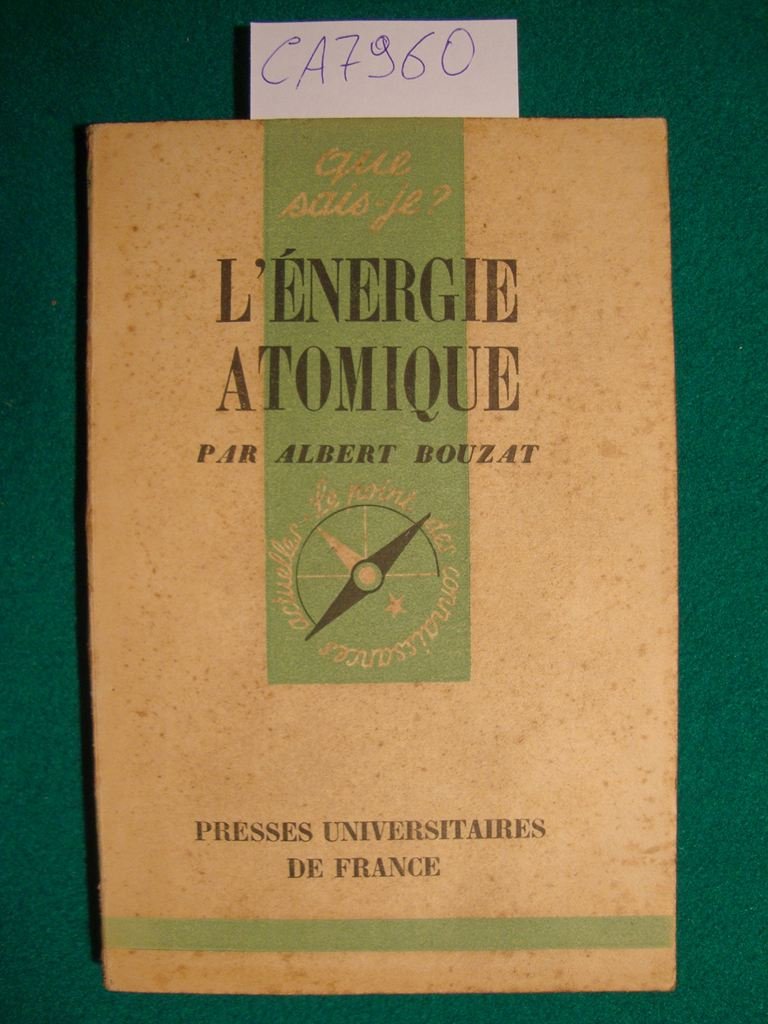 CA7960
que
sais-je?
L'ÉNERGIE
ATOMIQUE
PAR ALBERT BOUZAT
le point des connaissances actuelles
PRESSES UNIVERSITAIRES
DE FRANCE